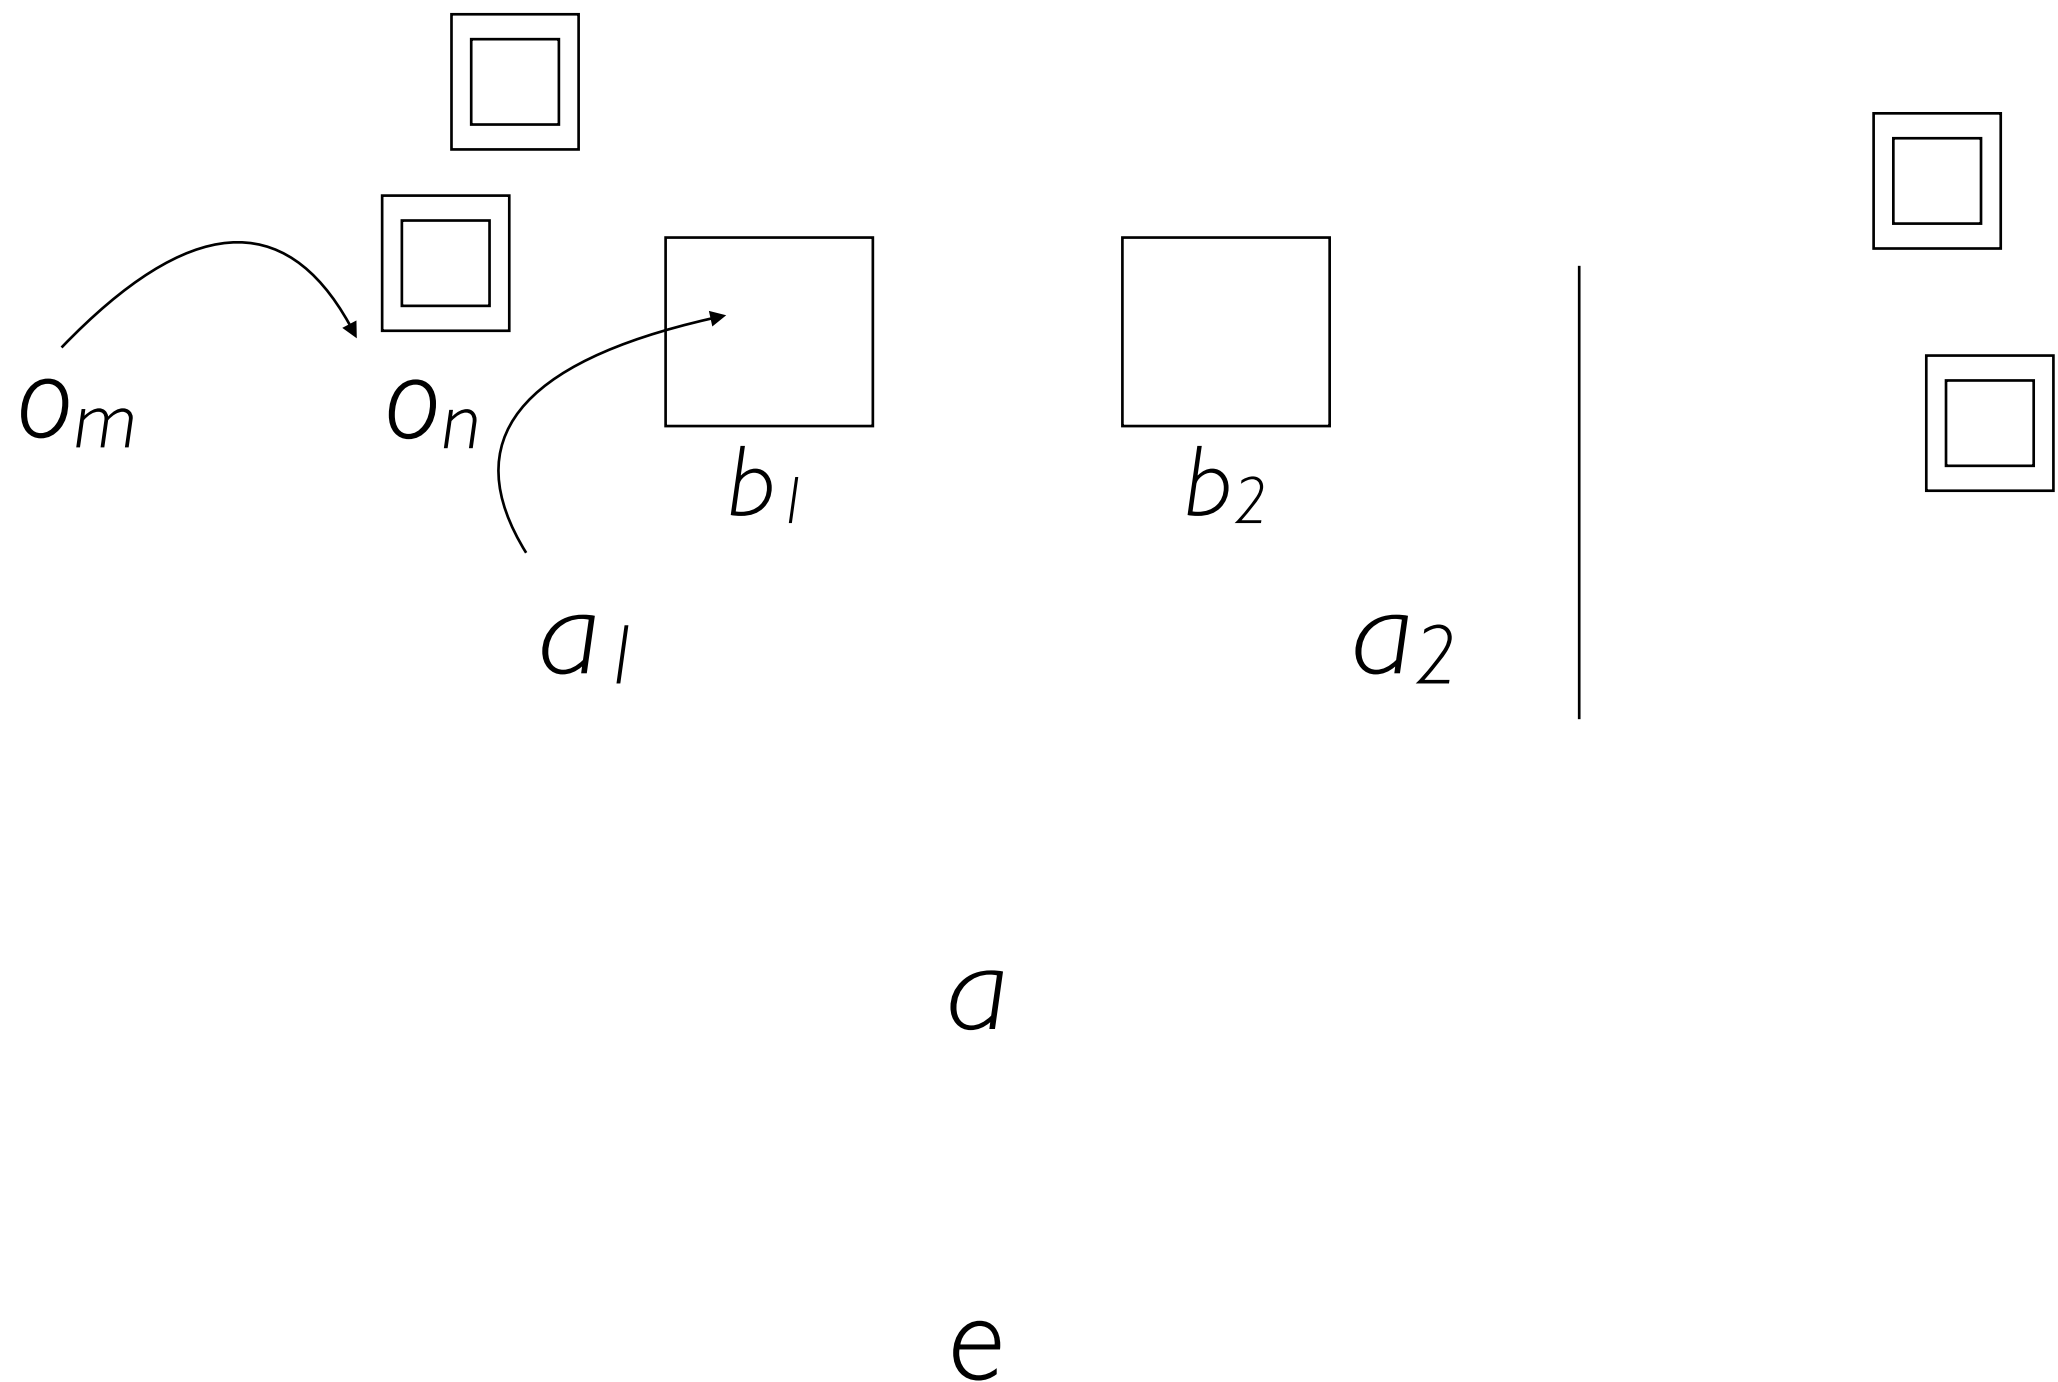 oₘ oₙ
b₁ b₂
a₁ a₂
a
e